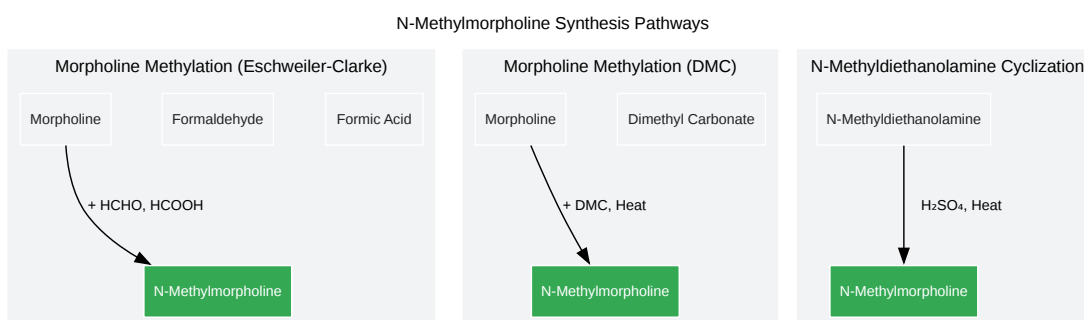 N-Methylmorpholine Synthesis Pathways
Morpholine Methylation (Eschweiler-Clarke)
Morpholine
Formaldehyde
Formic Acid
+ HCHO, HCOOH
N-Methylmorpholine
Morpholine Methylation (DMC)
Morpholine
Dimethyl Carbonate
+ DMC, Heat
N-Methylmorpholine
N-Methyldiethanolamine Cyclization
N-Methyldiethanolamine
H₂SO₄, Heat
N-Methylmorpholine